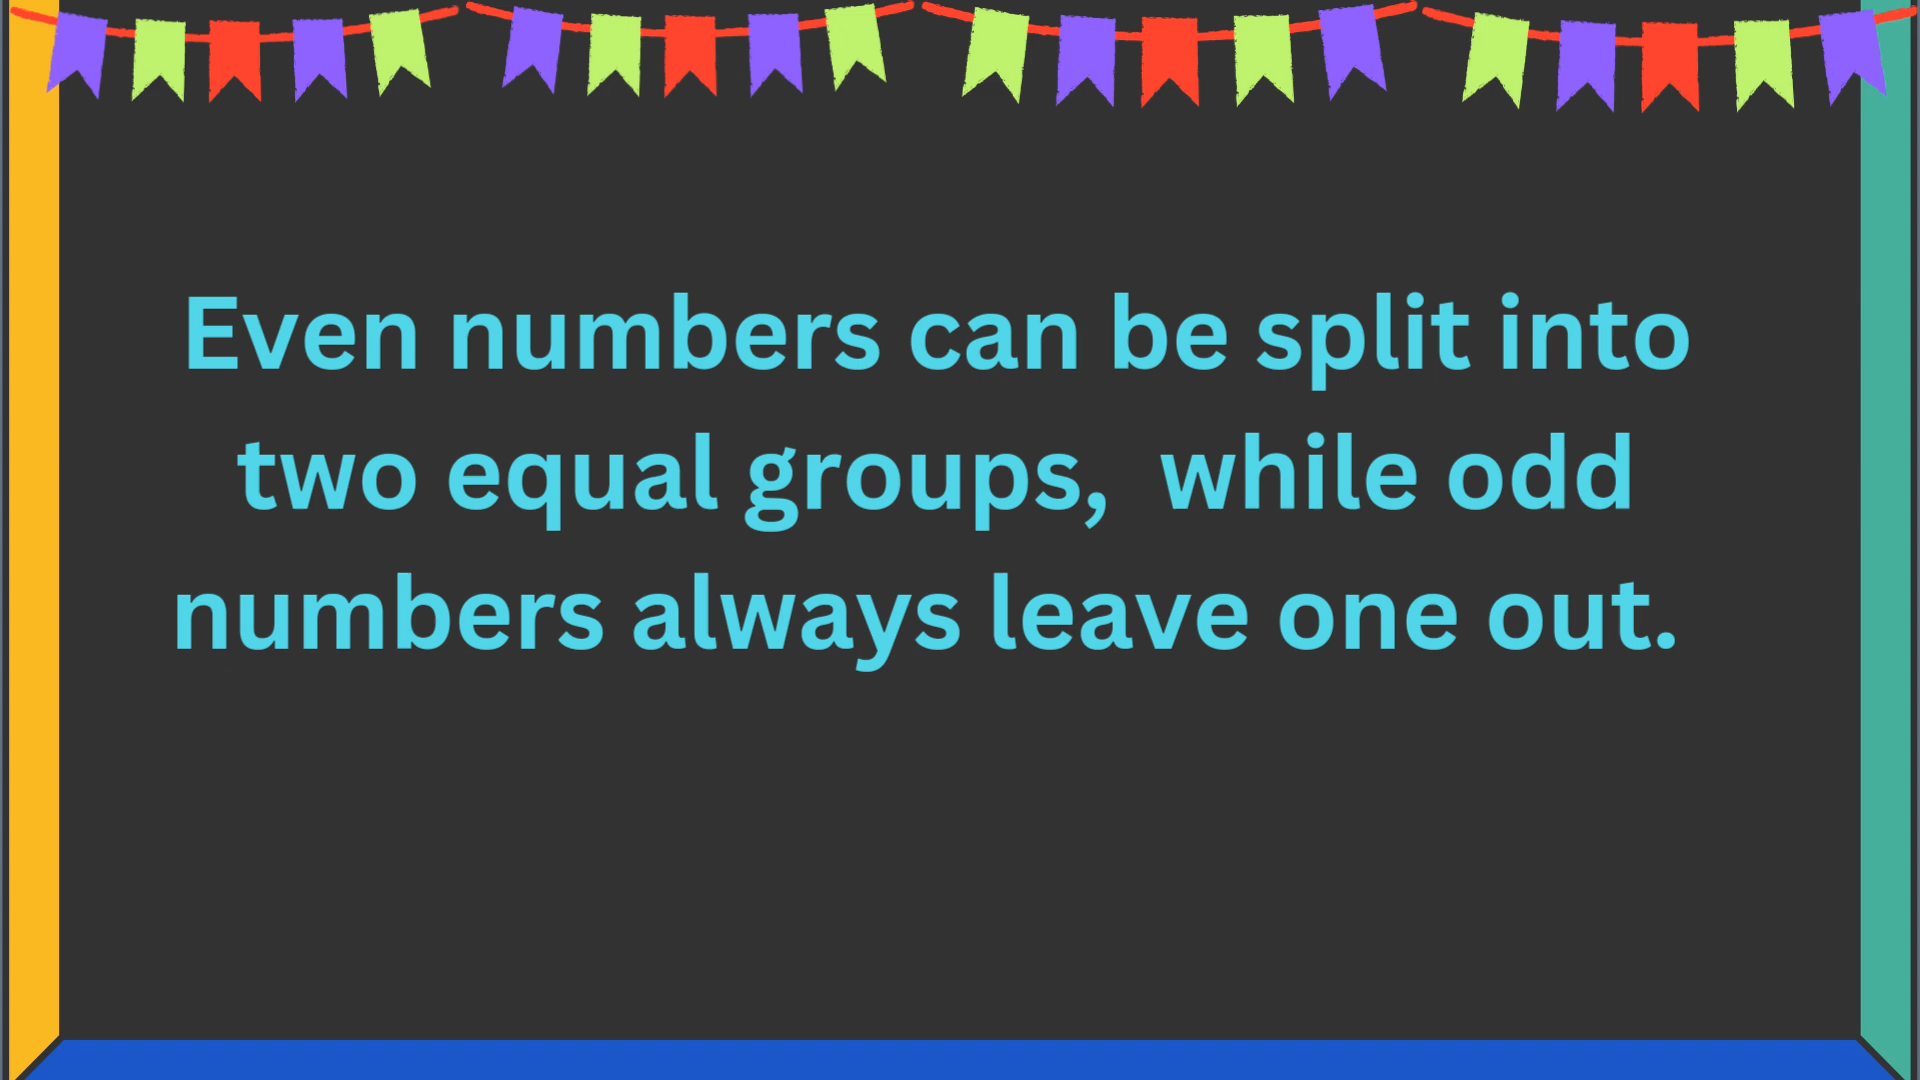 Even numbers can be split into
two equal groups,  while odd
numbers always leave one out.